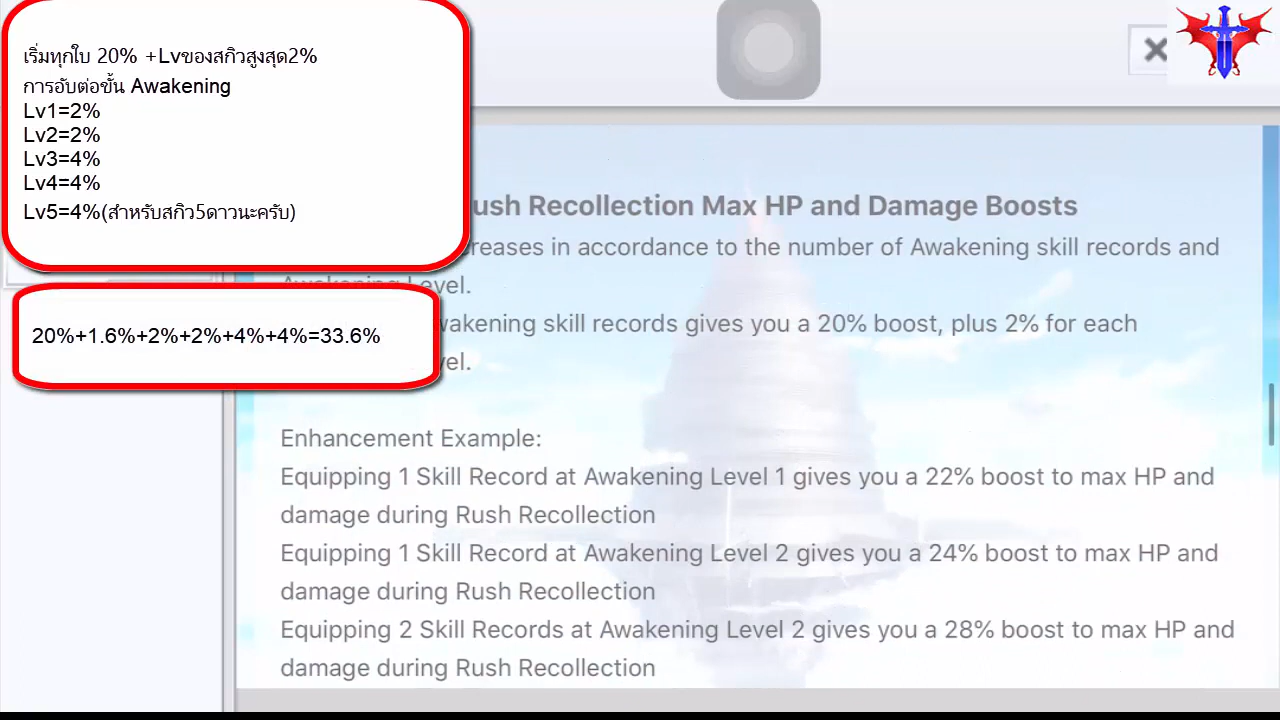 เริ่มทุกใบ 20% +Lvของสกิวสูงสุด2%
การอับต่อขั้น Awakening
Lv1=2%
Lv2=2%
Lv3=4%
Lv4=4%
Lv5=4%(สำหรับสกิว5ดาวนะครับ)
20%+1.6%+2%+2%+4%+4%=33.6%
ush Recollection Max HP and Damage Boosts
creases in accordance to the number of Awakening skill records and
Awakening Level.
wakening skill records gives you a 20% boost, plus 2% for each
vel.
Enhancement Example:
Equipping 1 Skill Record at Awakening Level 1 gives you a 22% boost to max HP and
damage during Rush Recollection
Equipping 1 Skill Record at Awakening Level 2 gives you a 24% boost to max HP and
damage during Rush Recollection
Equipping 2 Skill Records at Awakening Level 2 gives you a 28% boost to max HP and
damage during Rush Recollection